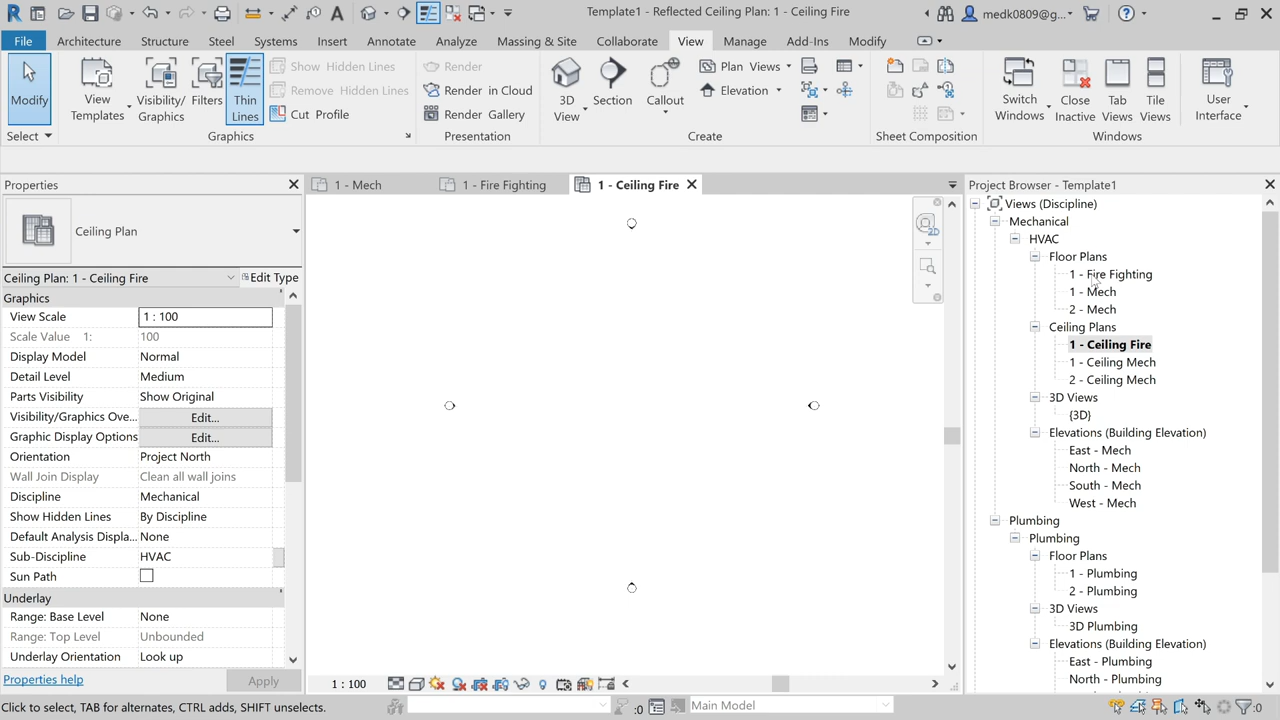 Template1 - Reflected Ceiling Plan: 1 - Ceiling Fire
medk0809@g...
File Architecture Structure Steel Systems Insert Annotate Analyze Massing & Site Collaborate View Manage Add-Ins Modify
Modify
View Templates
Visibility/ Graphics
Filters
Thin Lines
Show Hidden Lines
Remove Hidden Lines
Cut Profile
Render
Render in Cloud
Render Gallery
3D View
Section
Callout
Plan Views
Elevation
Switch Windows
Close Inactive
Tab Views
Tile Views
User Interface
Select Graphics Presentation Create Sheet Composition Windows
Properties
1 - Mech
1 - Fire Fighting
1 - Ceiling Fire
Project Browser - Template1
Ceiling Plan
Ceiling Plan: 1 - Ceiling Fire Edit Type
Graphics
View Scale 1 : 100
Scale Value 1: 100
Display Model Normal
Detail Level Medium
Parts Visibility Show Original
Visibility/Graphics Ove... Edit...
Graphic Display Options Edit...
Orientation Project North
Wall Join Display Clean all wall joins
Discipline Mechanical
Show Hidden Lines By Discipline
Default Analysis Displa... None
Sub-Discipline HVAC
Sun Path
Underlay
Range: Base Level None
Range: Top Level Unbounded
Underlay Orientation Look up
Properties help Apply
2D
1 : 100
Views (Discipline)
Mechanical
HVAC
Floor Plans
1 - Fire Fighting
1 - Mech
2 - Mech
Ceiling Plans
1 - Ceiling Fire
1 - Ceiling Mech
2 - Ceiling Mech
3D Views
{3D}
Elevations (Building Elevation)
East - Mech
North - Mech
South - Mech
West - Mech
Plumbing
Plumbing
Floor Plans
1 - Plumbing
2 - Plumbing
3D Views
3D Plumbing
Elevations (Building Elevation)
East - Plumbing
North - Plumbing
Click to select, TAB for alternates, CTRL adds, SHIFT unselects. :0 Main Model :0